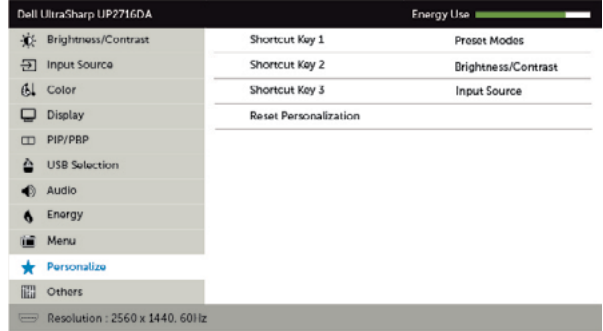 Dell UltraSharp UP2716DA Energy Use
Brightness/Contrast Shortcut Key 1 Preset Modes
Input Source Shortcut Key 2 Brightness/Contrast
Color Shortcut Key 3 Input Source
Display Reset Personalization
PIP/PBP
USB Selection
Audio
Energy
Menu
Personalize
Others
Resolution : 2560 x 1440, 60Hz